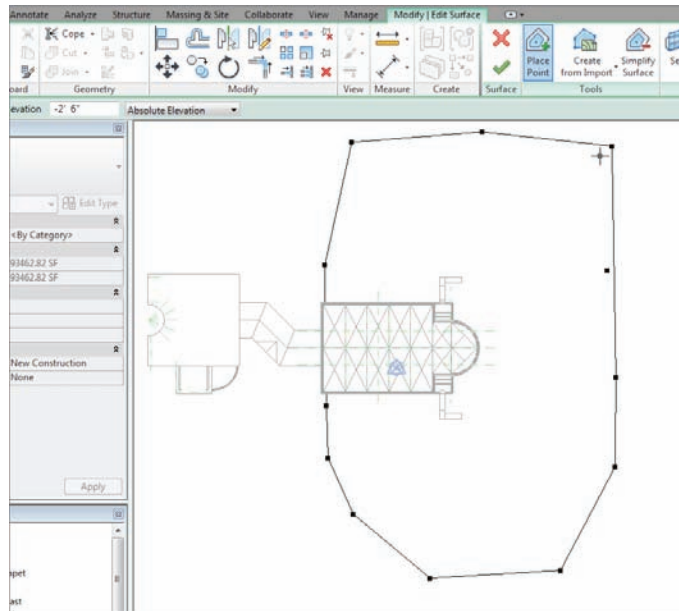 Annotate Analyze Structure Massing & Site Collaborate View Manage Modify | Edit Surface
Cope
Cut
Join
Geometry
Modify
View
Measure
Create
Surface
Place Point
Create from Import
Simplify Surface
Tools
-2' 6"
Absolute Elevation
Edit Type
<By Category>
93462.82 SF
93462.82 SF
New Construction
None
Apply